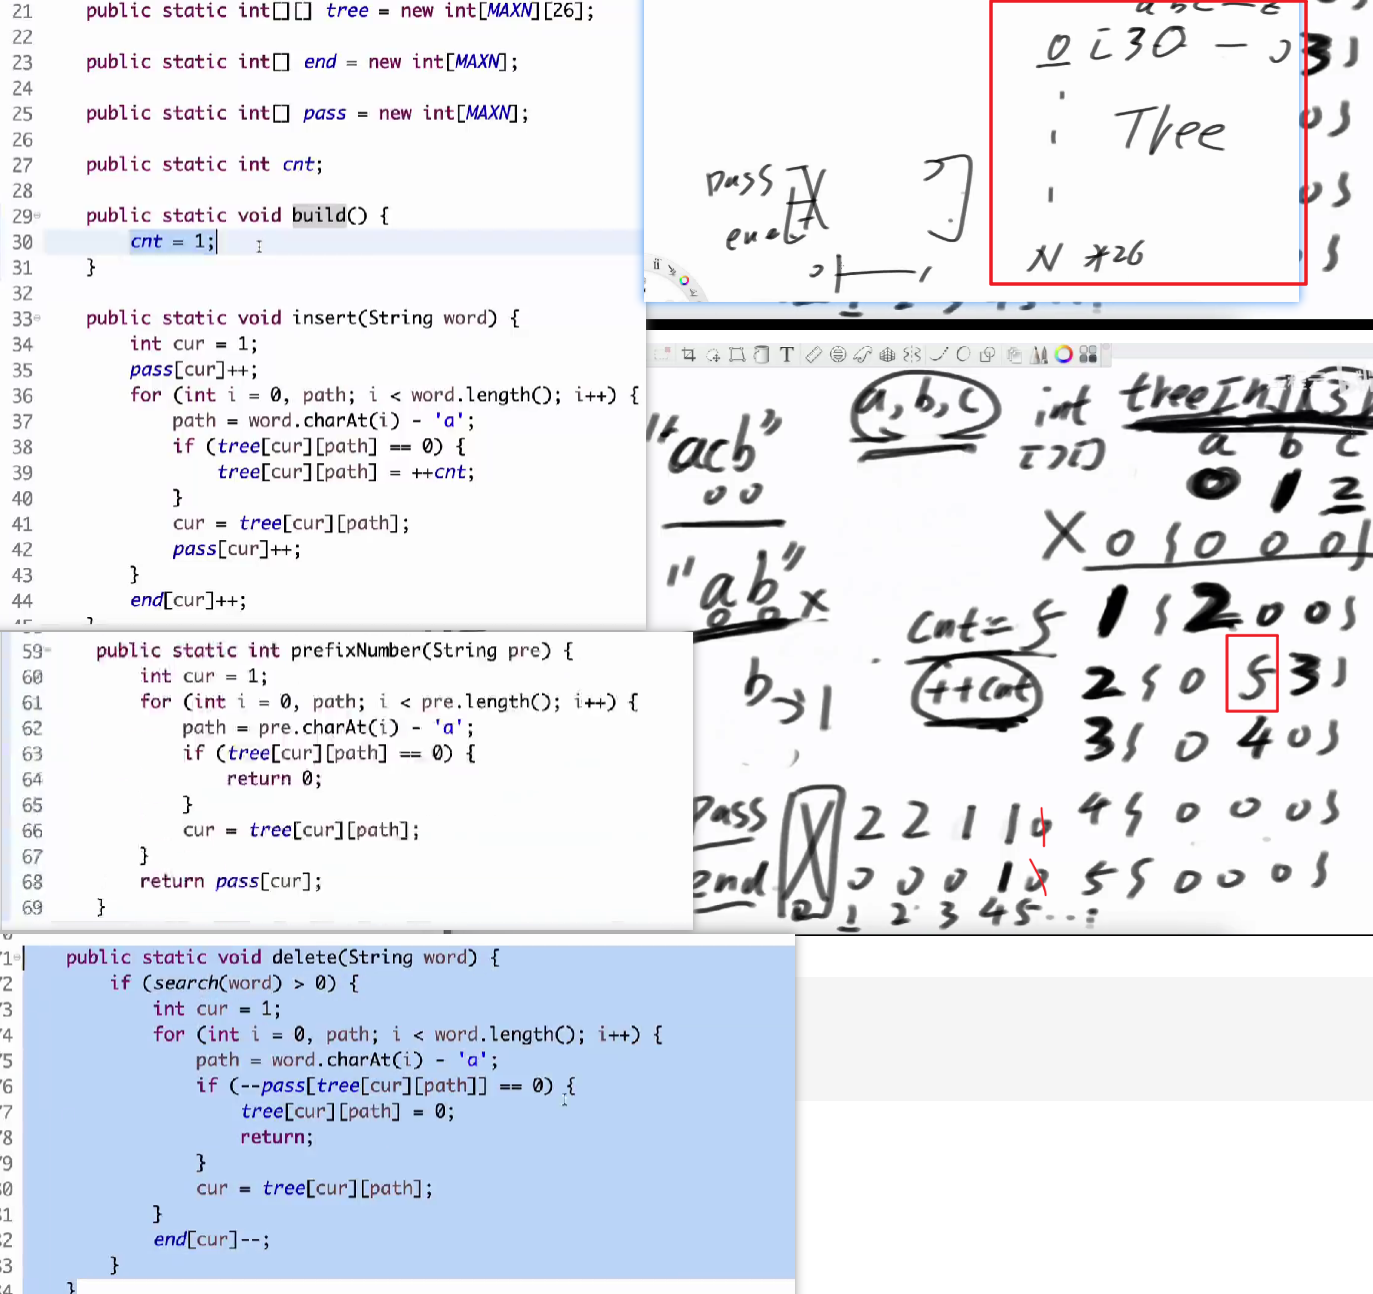 21 public static int[][] tree = new int[MAXN][26];
22
23 public static int[] end = new int[MAXN];
24
25 public static int[] pass = new int[MAXN];
26
27 public static int cnt;
28
29 public static void build() {
30 cnt = 1;
31 }
32
33 public static void insert(String word) {
34 int cur = 1;
35 pass[cur]++;
36 for (int i = 0, path; i < word.length(); i++) {
37 path = word.charAt(i) - 'a';
38 if (tree[cur][path] == 0) {
39 tree[cur][path] = ++cnt;
40 }
41 cur = tree[cur][path];
42 pass[cur]++;
43 }
44 end[cur]++;
59 public static int prefixNumber(String pre) {
60 int cur = 1;
61 for (int i = 0, path; i < pre.length(); i++) {
62 path = pre.charAt(i) - 'a';
63 if (tree[cur][path] == 0) {
64 return 0;
65 }
66 cur = tree[cur][path];
67 }
68 return pass[cur];
69 }
71 public static void delete(String word) {
72 if (search(word) > 0) {
73 int cur = 1;
74 for (int i = 0, path; i < word.length(); i++) {
75 path = word.charAt(i) - 'a';
76 if (--pass[tree[cur][path]] == 0) {
77 tree[cur][path] = 0;
78 return;
79 }
80 cur = tree[cur][path];
81 }
82 end[cur]--;
83 }
84 }
Tree
pass
end
N *26
"acb"
0 0
"ab" x
0 0
b→1
a, b, c
int
a b c
0 1 2
X 0 { 0 0 0 }
1 { 2 0 0 }
cnt = 5
++cnt
2 { 0 5 3 }
3 { 0 4 0 }
4 { 0 0 0 }
5 { 0 0 0 }
pass X 2 2 1 1 0
end 0 0 0 1 0
0 1 2 3 4 5 ...